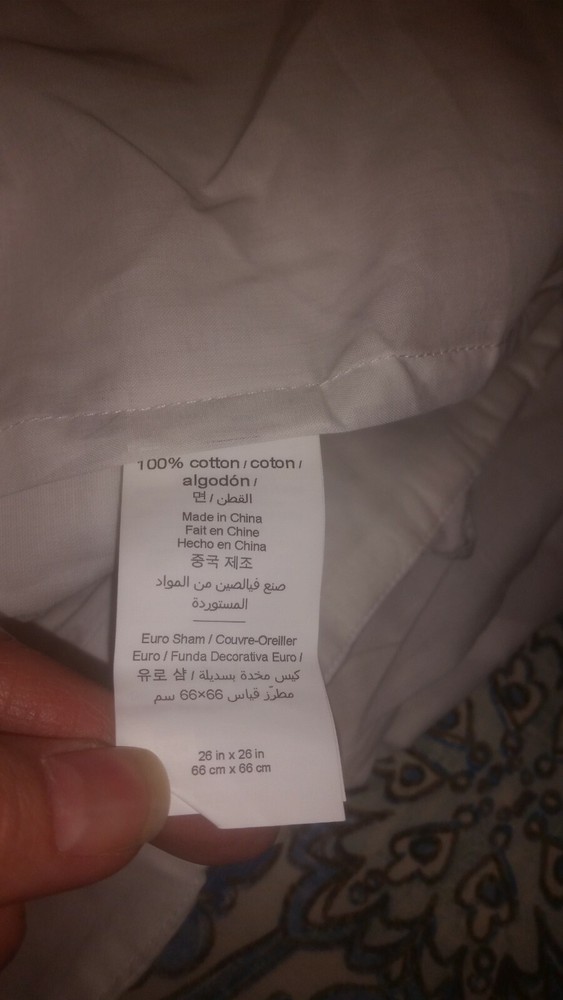 100% cotton / coton /
algodón /
면 / القطن
Made in China
Fait en Chine
Hecho en China
중국 제조
صنع فيالصين من المواد
المستوردة
Euro Sham / Couvre-Oreiller
Euro / Funda Decorativa Euro /
유로 샴 / كيس مخدة بسديلة
مطرّز قياس 66×66 سم
26 in x 26 in
66 cm x 66 cm